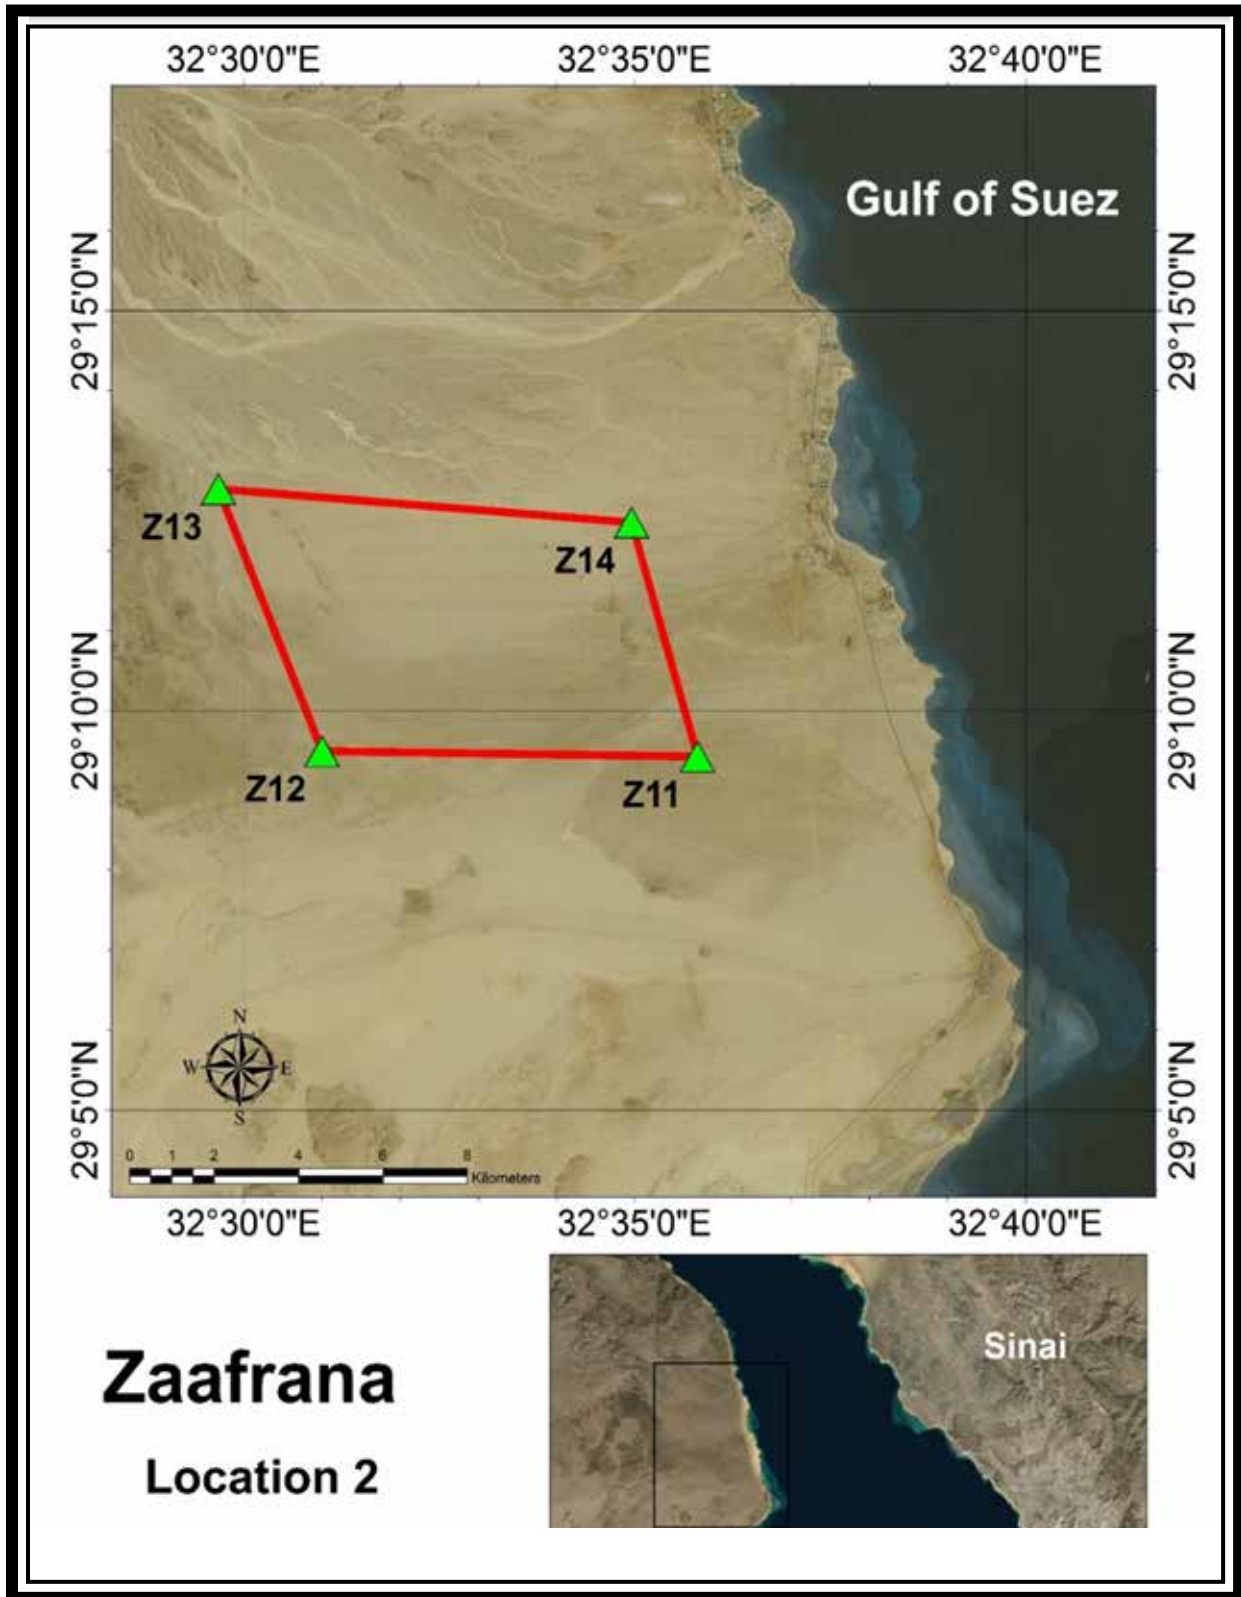 32°30'0"E 32°35'0"E 32°40'0"E
Gulf of Suez
29°15'0"N 29°15'0"N
Z13
Z14
29°10'0"N 29°10'0"N
Z12
Z11
N
W E
S
29°5'0"N 29°5'0"N
0 1 2 4 6 8
Kilometers
32°30'0"E 32°35'0"E 32°40'0"E
Sinai
Zaafrana
Location 2